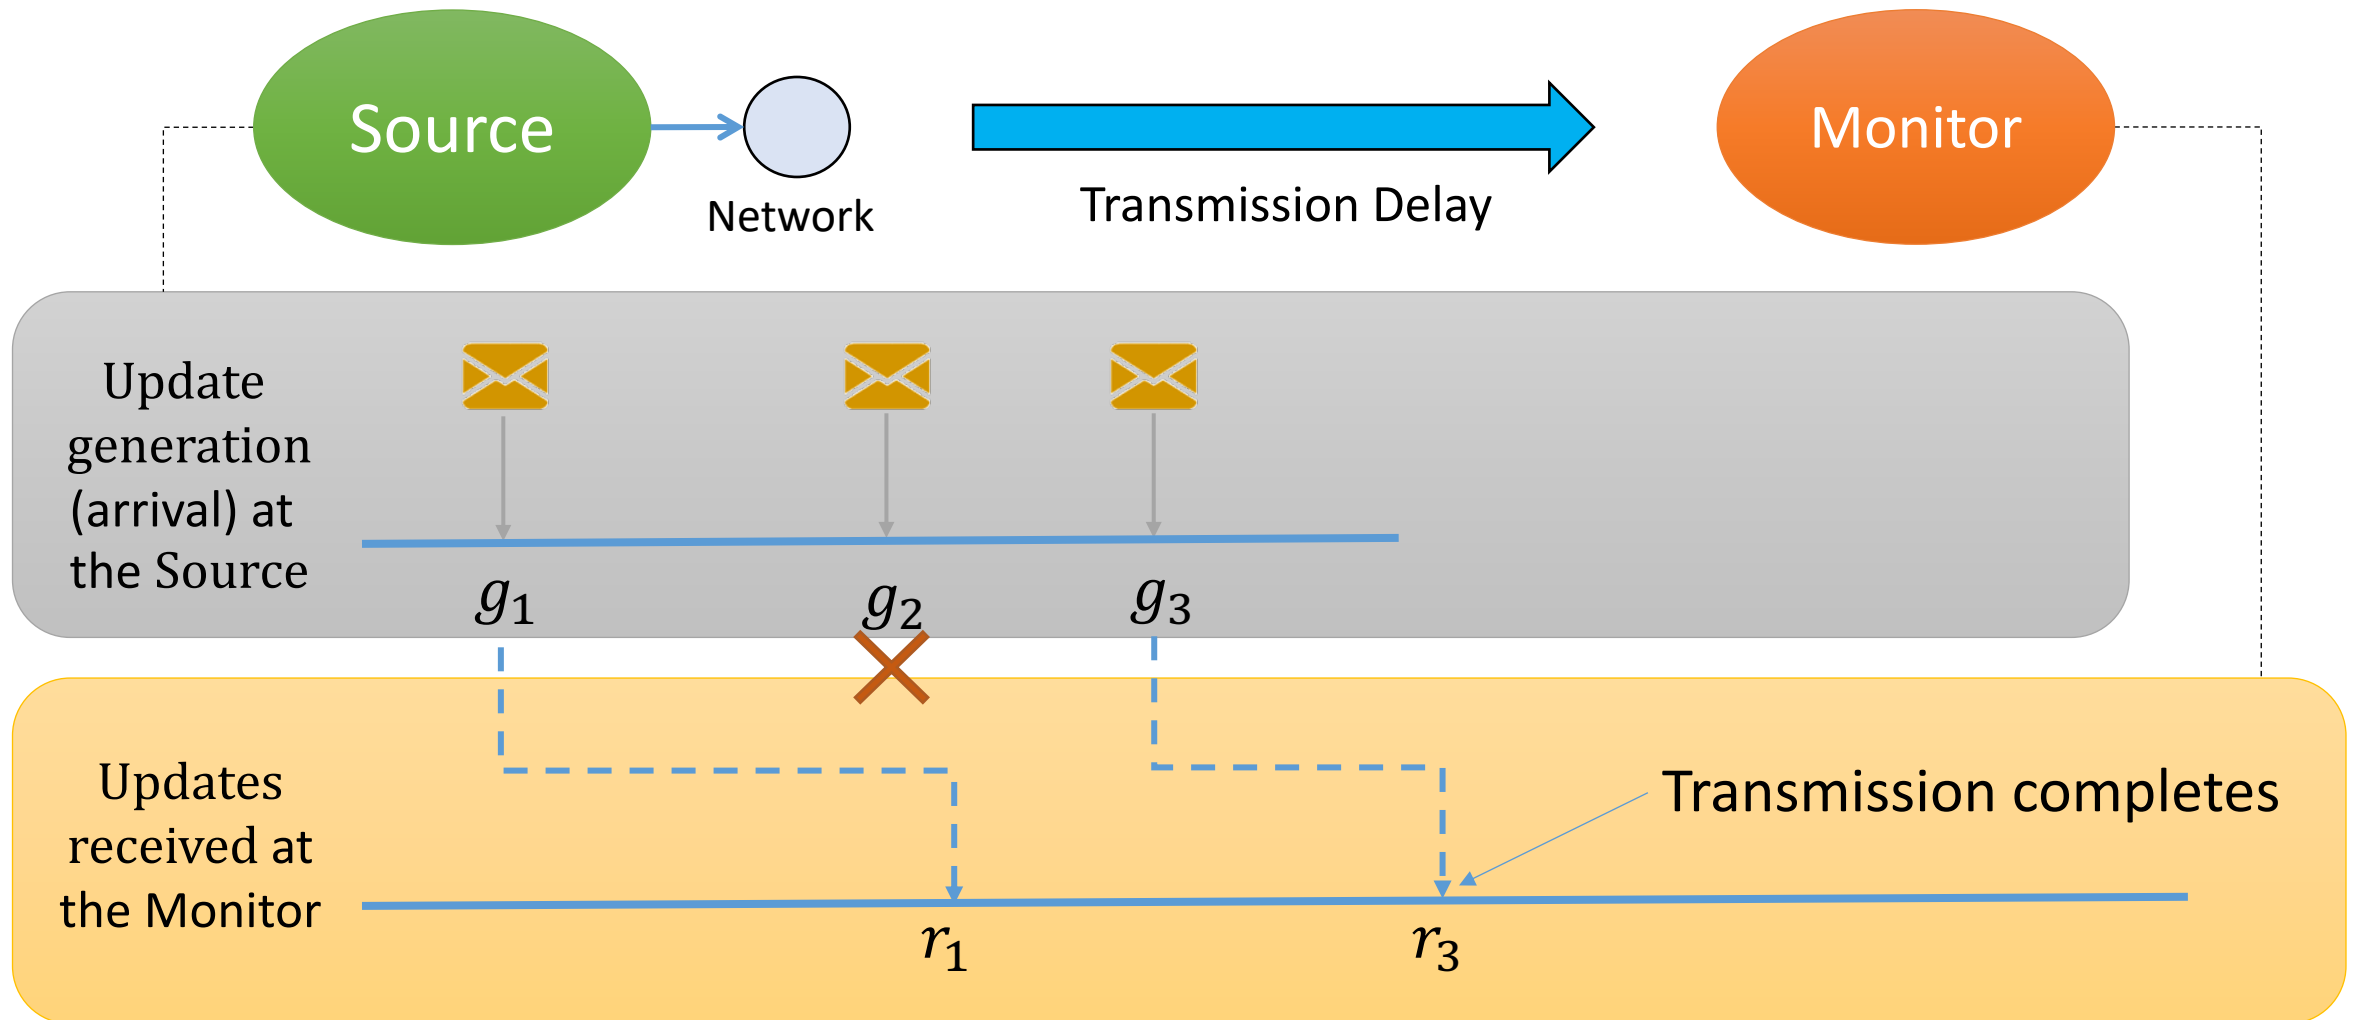 Source
Network
Transmission Delay
Monitor
Update
generation
(arrival) at
the Source
g₁
g₂
g₃
Updates
received at
the Monitor
Transmission completes
r₁
r₃